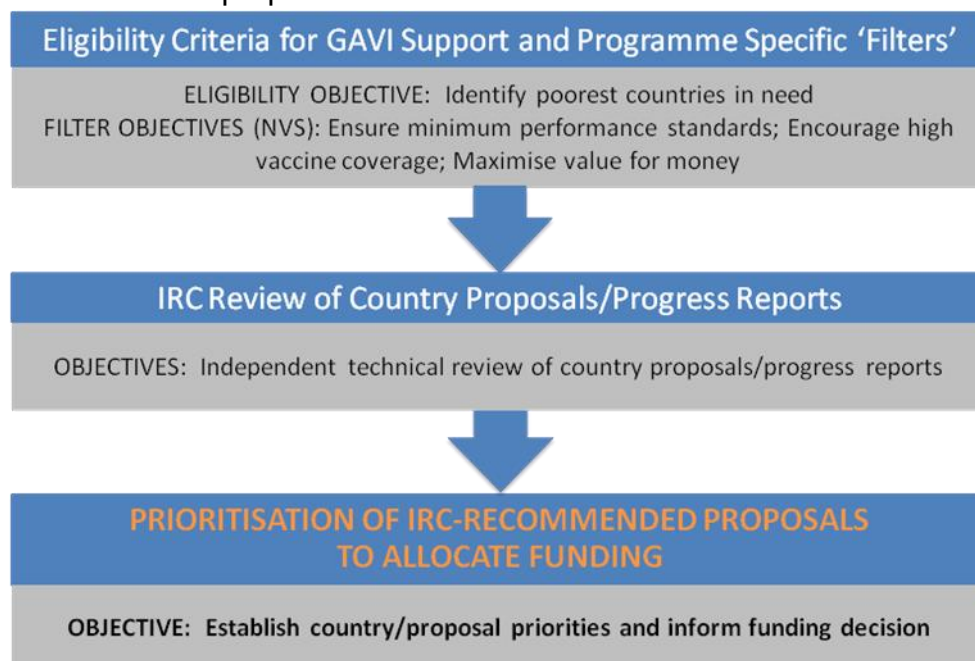 Eligibility Criteria for GAVI Support and Programme Specific ‘Filters’
ELIGIBILITY OBJECTIVE: Identify poorest countries in need
FILTER OBJECTIVES (NVS): Ensure minimum performance standards; Encourage high
vaccine coverage; Maximise value for money
IRC Review of Country Proposals/Progress Reports
OBJECTIVES: Independent technical review of country proposals/progress reports
PRIORITISATION OF IRC-RECOMMENDED PROPOSALS
TO ALLOCATE FUNDING
OBJECTIVE: Establish country/proposal priorities and inform funding decision